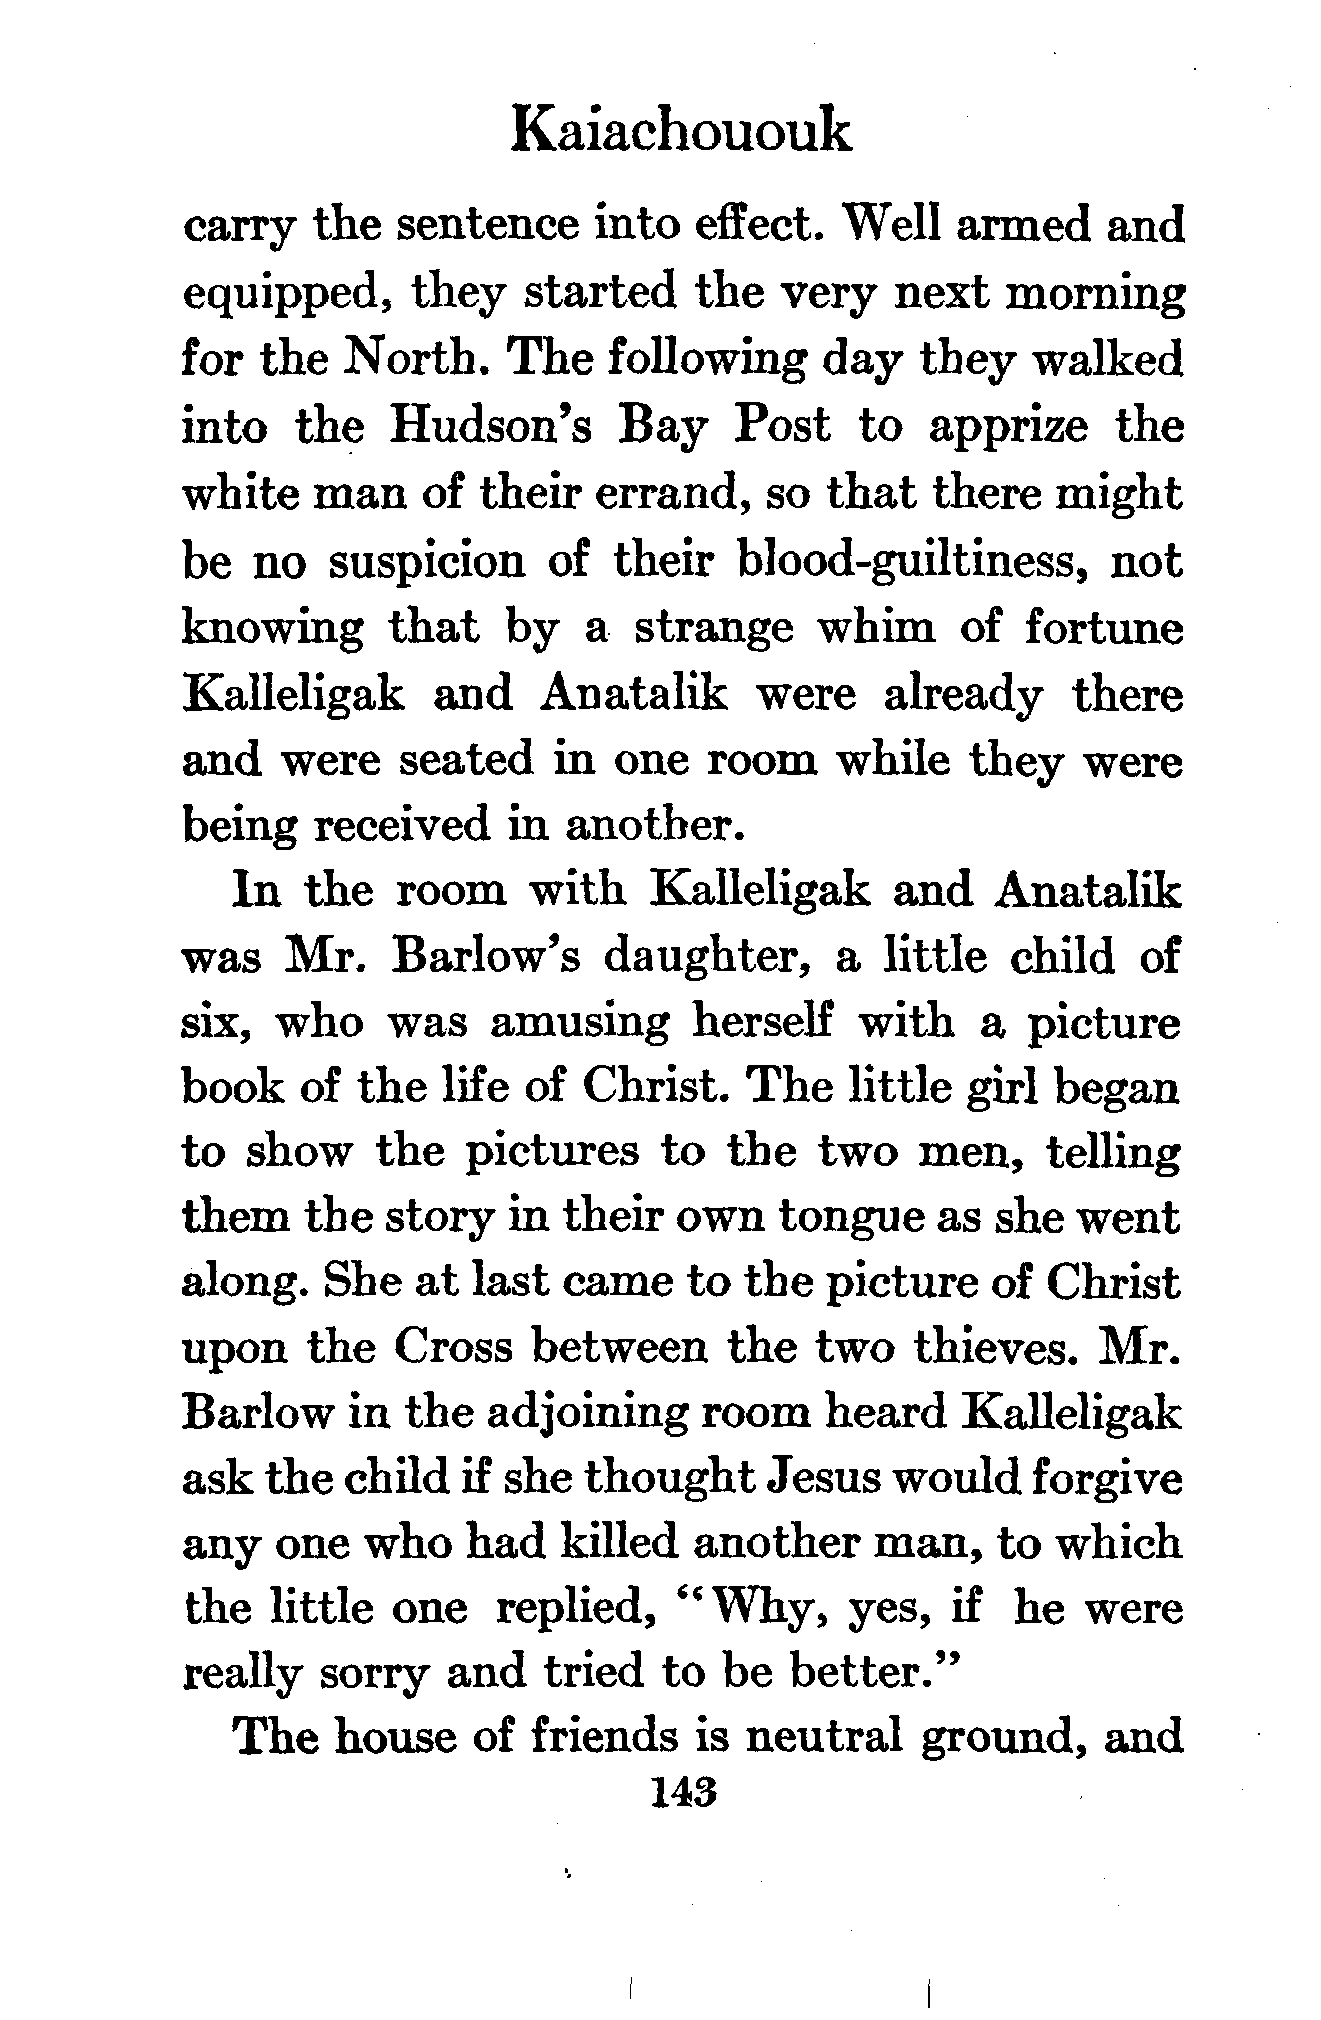 Kaiachououk
carry the sentence into effect. Well armed and
equipped, they started the very next morning
for the North. The following day they walked
into the Hudson's Bay Post to apprize the
white man of their errand, so that there might
be no suspicion of their blood-guiltiness, not
knowing that by a strange whim of fortune
Kalleligak and Anatalik were already there
and were seated in one room while they were
being received in another.
In the room with Kalleligak and Anatalik
was Mr. Barlow's daughter, a little child of
six, who was amusing herself with a picture
book of the life of Christ. The little girl began
to show the pictures to the two men, telling
them the story in their own tongue as she went
along. She at last came to the picture of Christ
upon the Cross between the two thieves. Mr.
Barlow in the adjoining room heard Kalleligak
ask the child if she thought Jesus would forgive
any one who had killed another man, to which
the little one replied, "Why, yes, if he were
really sorry and tried to be better."
The house of friends is neutral ground, and
143